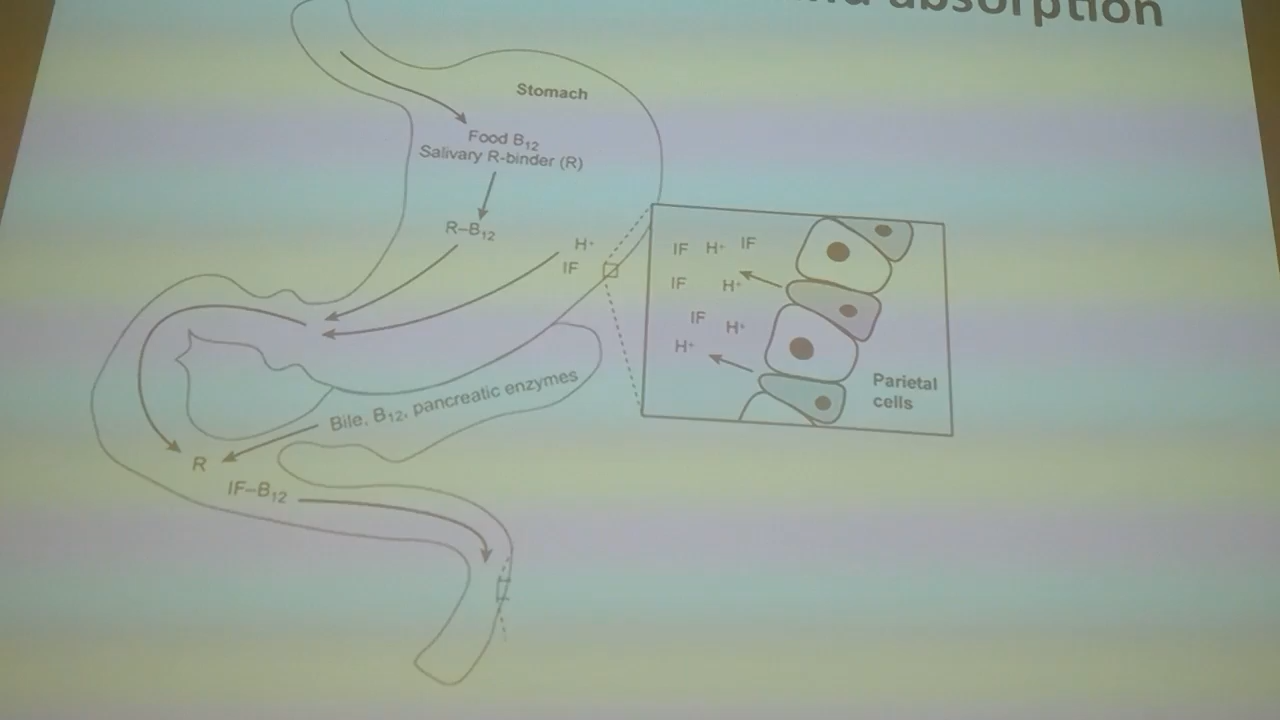 absorption
Stomach
Food B₁₂
Salivary R-binder (R)
R–B₁₂
H⁺
IF
IF H⁺ IF
IF H⁺
IF H⁺
H⁺
Parietal
cells
Bile, B₁₂, pancreatic enzymes
R
IF–B₁₂